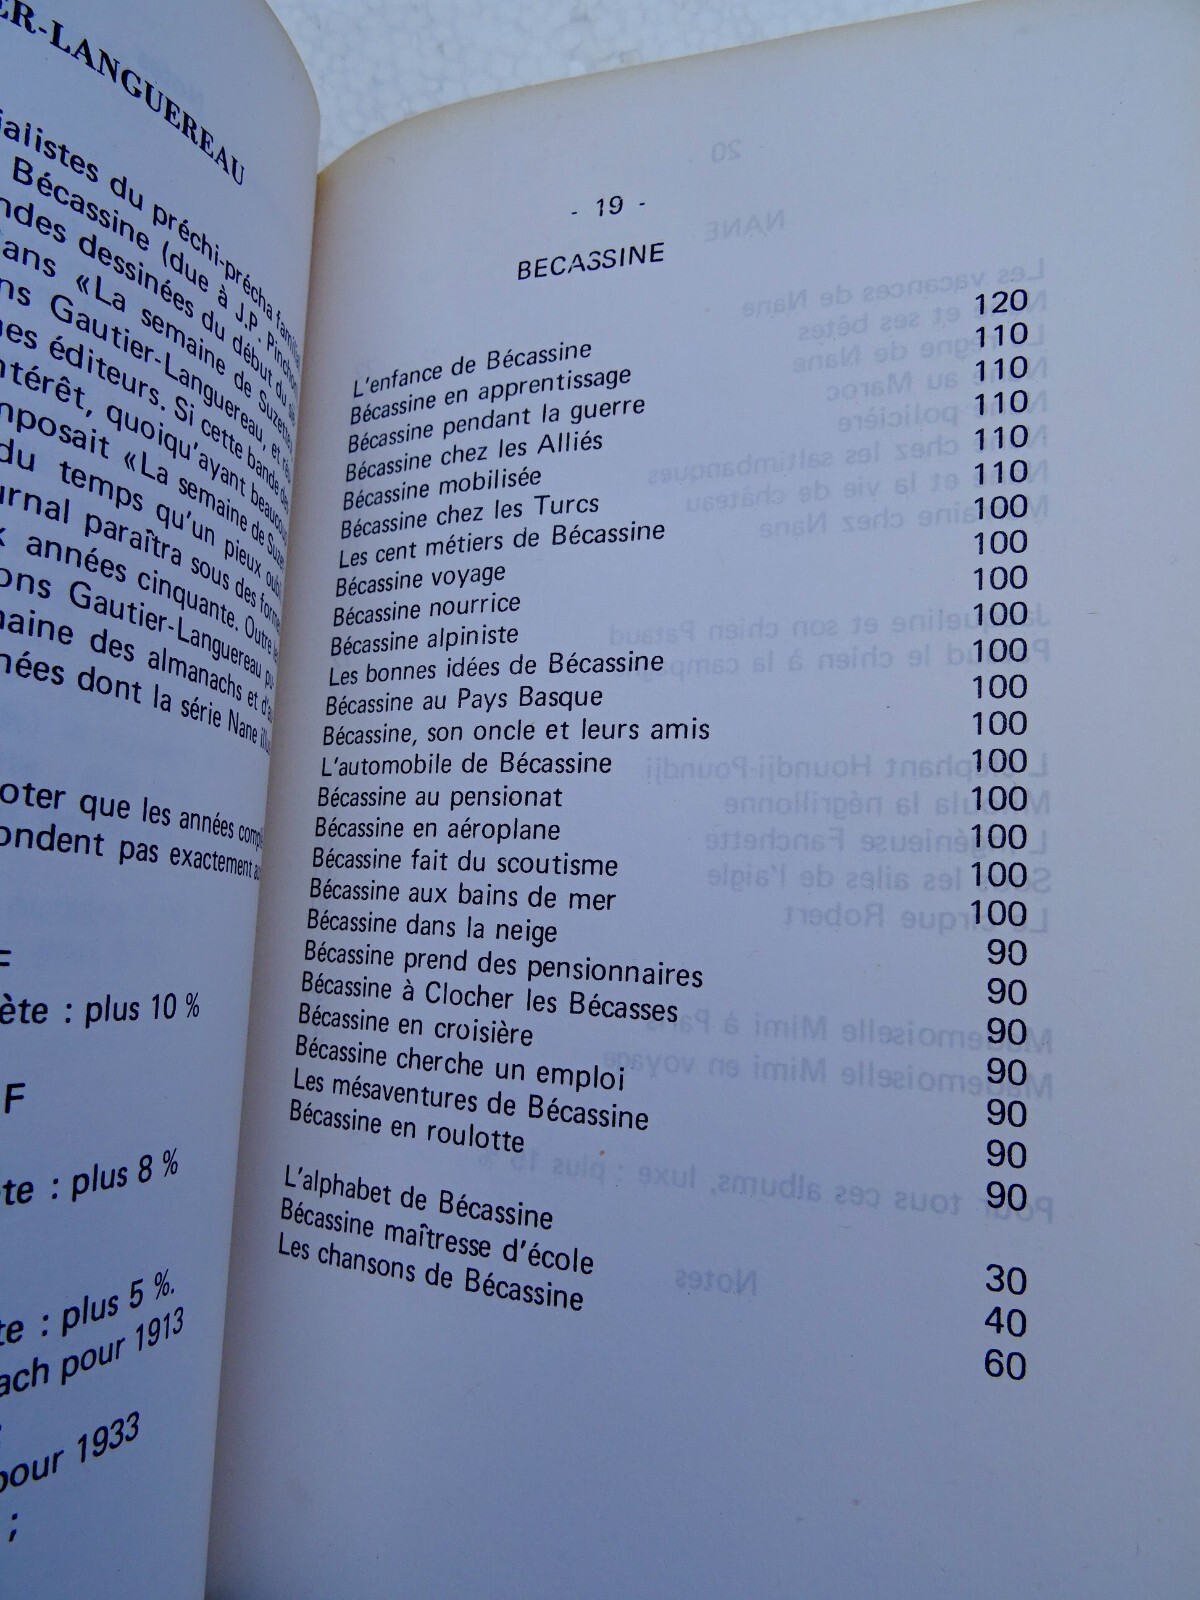 ER-LANGUEREAU
ialistes du préchi-précha familial
Bécassine (due à J.P. Pinchon
ndes dessinées du début du
ans «La semaine de Suzette»
ns Gautier-Languereau, et
es éditeurs. Si cette bande
ntérêt, quoiqu'ayant beaucoup
mposait «La semaine de
du temps qu'un pieux oubli
urnal paraîtra sous des formes
x années cinquante. Outre
ons Gautier-Languereau
maine des almanachs et
nées dont la série Nane
oter que les années
ondent pas exactement
F
ète : plus 10 %
F
te : plus 8 %
te : plus 5 %.
ach pour 1913
pour 1933
;
- 19 -
BECASSINE
L'enfance de Bécassine 120
Bécassine en apprentissage 110
Bécassine pendant la guerre 110
Bécassine chez les Alliés 110
Bécassine mobilisée 110
Bécassine chez les Turcs 110
Les cent métiers de Bécassine 100
Bécassine voyage 100
Bécassine nourrice 100
Bécassine alpiniste 100
Les bonnes idées de Bécassine 100
Bécassine au Pays Basque 100
Bécassine, son oncle et leurs amis 100
L'automobile de Bécassine 100
Bécassine au pensionat 100
Bécassine en aéroplane 100
Bécassine fait du scoutisme 100
Bécassine aux bains de mer 100
Bécassine dans la neige 90
Bécassine prend des pensionnaires 90
Bécassine à Clocher les Bécasses 90
Bécassine en croisière 90
Bécassine cherche un emploi 90
Les mésaventures de Bécassine 90
Bécassine en roulotte 90
L'alphabet de Bécassine 30
Bécassine maîtresse d'école 40
Les chansons de Bécassine 60